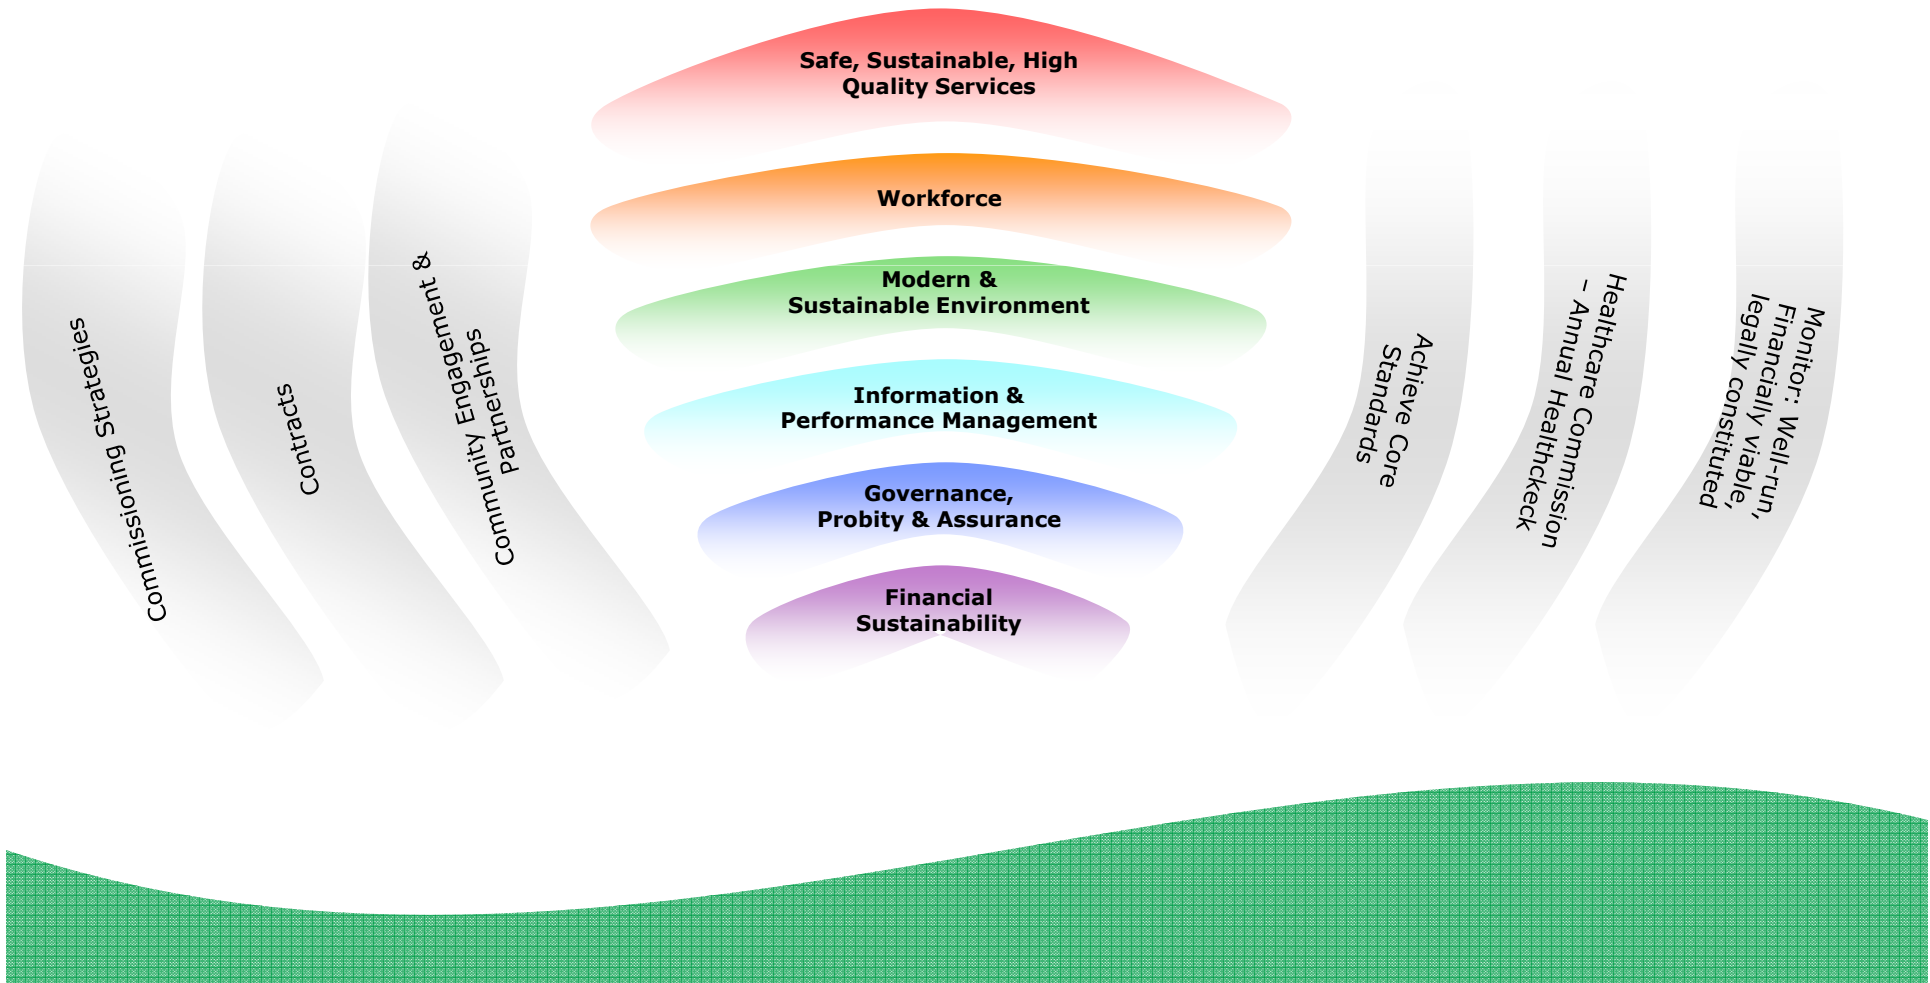 Safe, Sustainable, High
Quality Services
Workforce
Modern &
Sustainable Environment
Information &
Performance Management
Governance,
Probity & Assurance
Financial
Sustainability
Commissioning Strategies
Contracts
Community Engagement &
Partnerships
Achieve Core
Standards
Healthcare Commission
– Annual Healthckeck
Monitor: Well-run,
Financially viable,
legally constituted